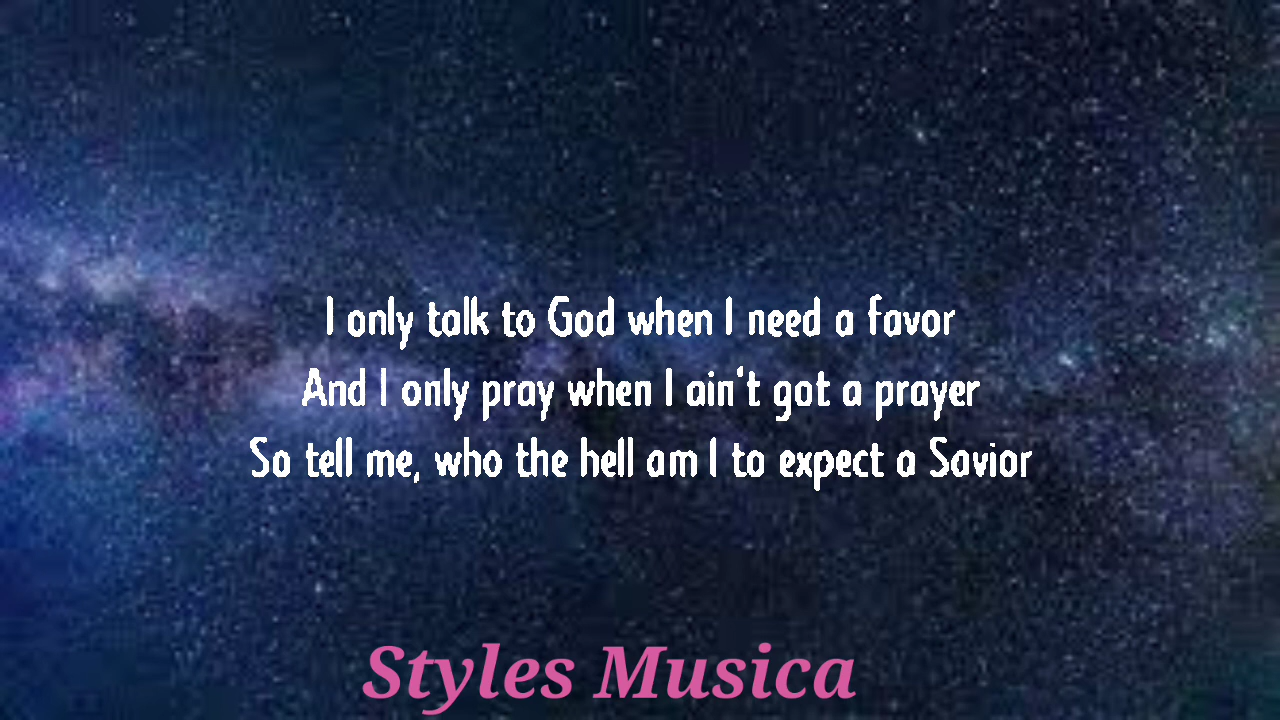 I only talk to God when I need a favor
And I only pray when I ain't got a prayer
So tell me, who the hell am I to expect a Savior
Styles Musica